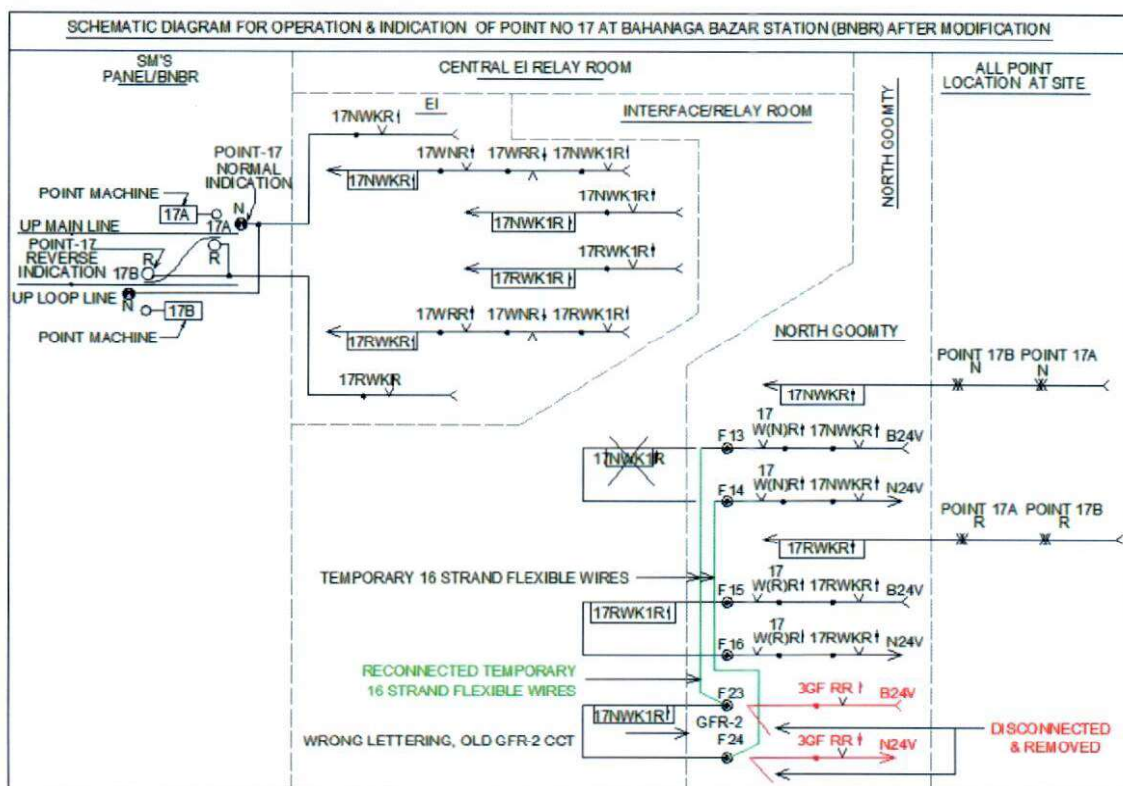 SCHEMATIC DIAGRAM FOR OPERATION & INDICATION OF POINT NO 17 AT BAHANAGA BAZAR STATION (BNBR) AFTER MODIFICATION
SM'S
PANEL/BNBR
CENTRAL EI RELAY ROOM
NORTH GOOMTY
ALL POINT
LOCATION AT SITE
EI
INTERFACE/RELAY ROOM
17NWKR
17WNR 17WRR 17NWK1R
17NWKR
17NWK1R
17NWK1R
17RWK1R
17RWK1R
17WRR 17WNR 17RWK1R
17RWKR
17RWKR
POINT-17
NORMAL
INDICATION
POINT MACHINE
17A
N
UP MAIN LINE
17A
POINT-17
REVERSE
INDICATION
R
R
17B
UP LOOP LINE
N
17B
POINT MACHINE
NORTH GOOMTY
POINT 17B POINT 17A
N N
17NWKR
17NWK1R
F13
17
W(N)R 17NWKR B24V
F14
17
W(N)R 17NWKR N24V
POINT 17A POINT 17B
R R
17RWKR
TEMPORARY 16 STRAND FLEXIBLE WIRES
17RWK1R
F15
17
W(R)R 17RWKR B24V
F16
17
W(R)R 17RWKR N24V
RECONNECTED TEMPORARY
16 STRAND FLEXIBLE WIRES
17NWK1R
F23
3GF RR B24V
GFR-2
WRONG LETTERING, OLD GFR-2 CCT
F24
3GF RR N24V
DISCONNECTED
& REMOVED